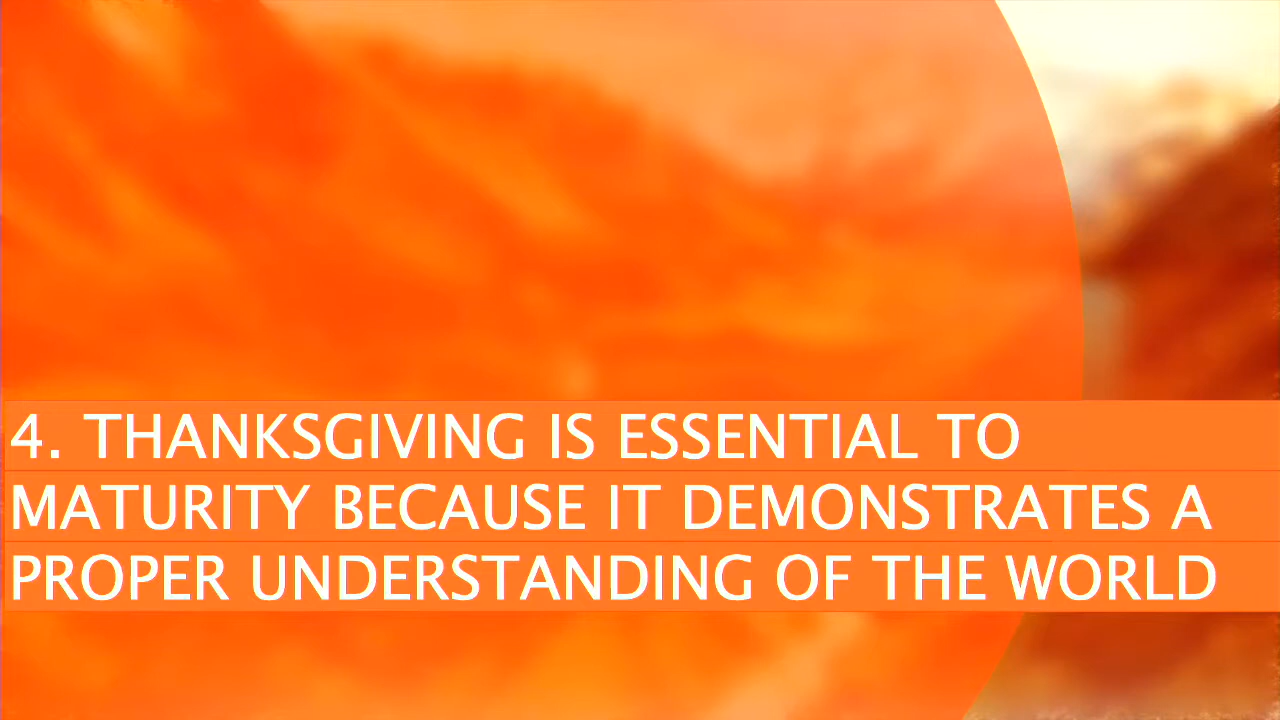 4. THANKSGIVING IS ESSENTIAL TO
MATURITY BECAUSE IT DEMONSTRATES A
PROPER UNDERSTANDING OF THE WORLD